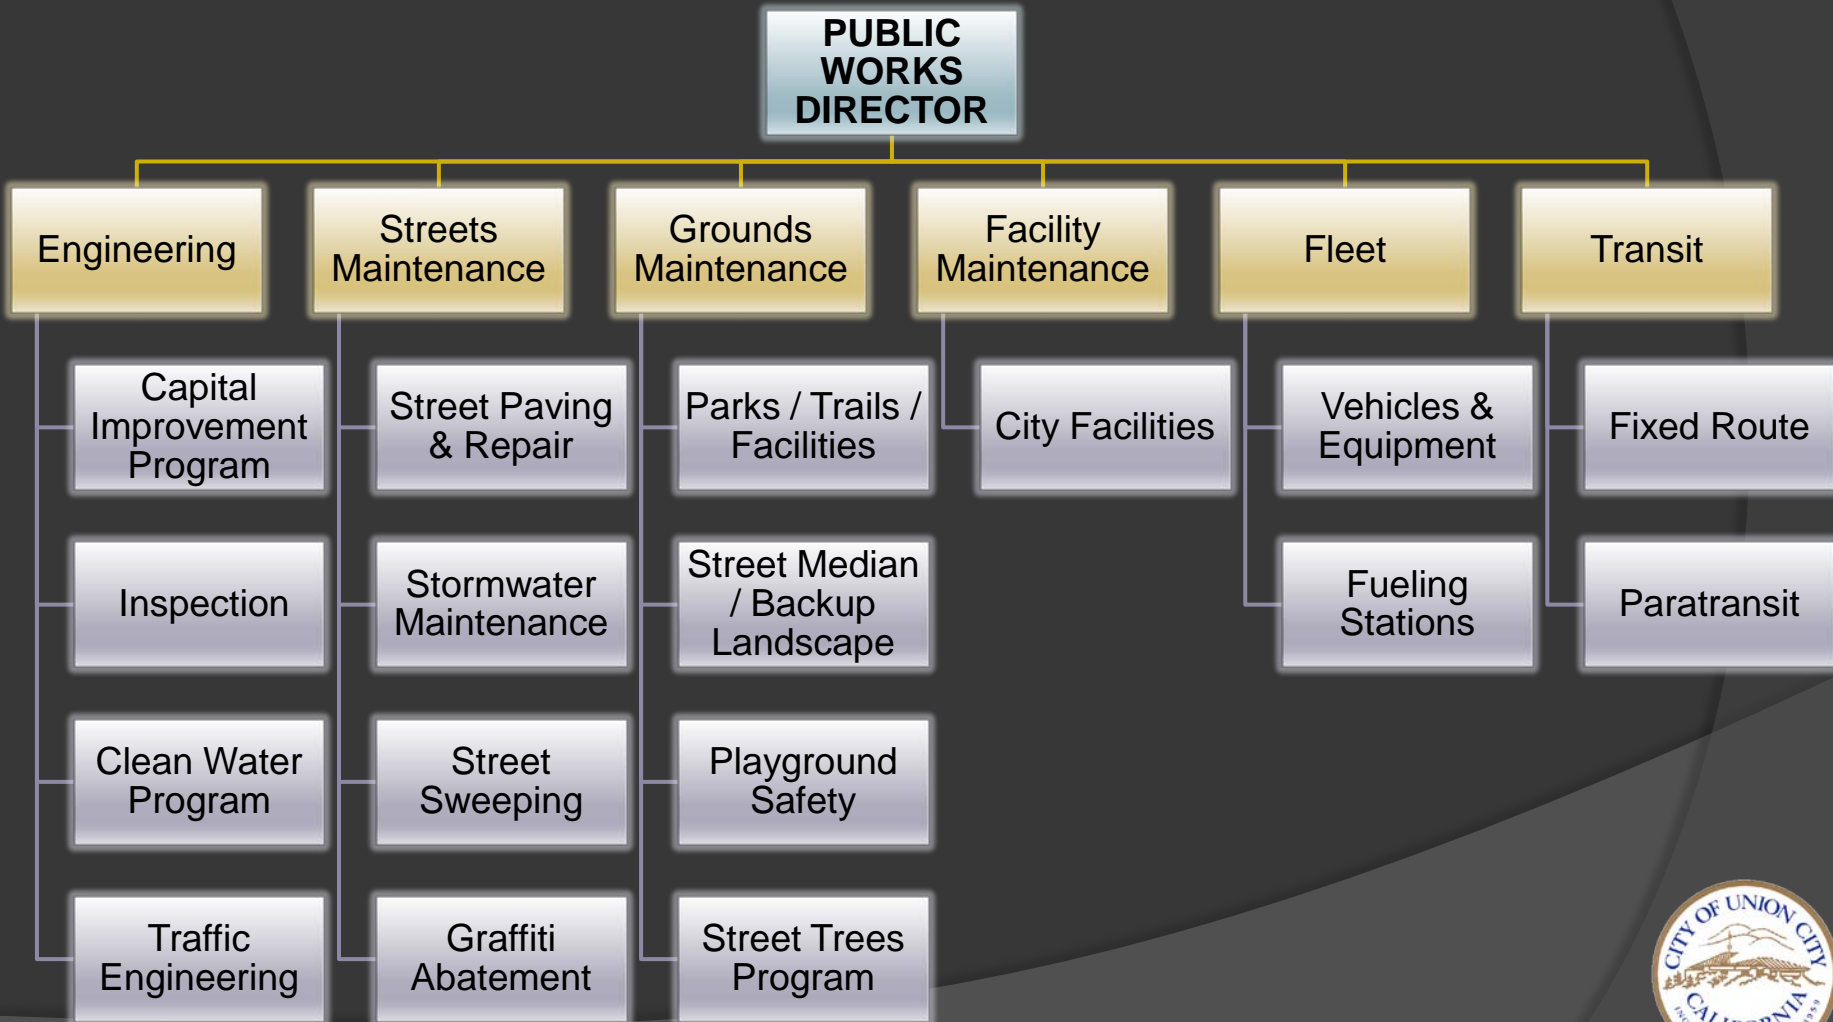 PUBLIC
WORKS
DIRECTOR
Engineering
Streets
Maintenance
Grounds
Maintenance
Facility
Maintenance
Fleet
Transit
Capital
Improvement
Program
Street Paving
& Repair
Parks / Trails /
Facilities
City Facilities
Vehicles &
Equipment
Fixed Route
Inspection
Stormwater
Maintenance
Street Median
/ Backup
Landscape
Fueling
Stations
Paratransit
Clean Water
Program
Street
Sweeping
Playground
Safety
Traffic
Engineering
Graffiti
Abatement
Street Trees
Program
CITY OF UNION CITY
CALIFORNIA